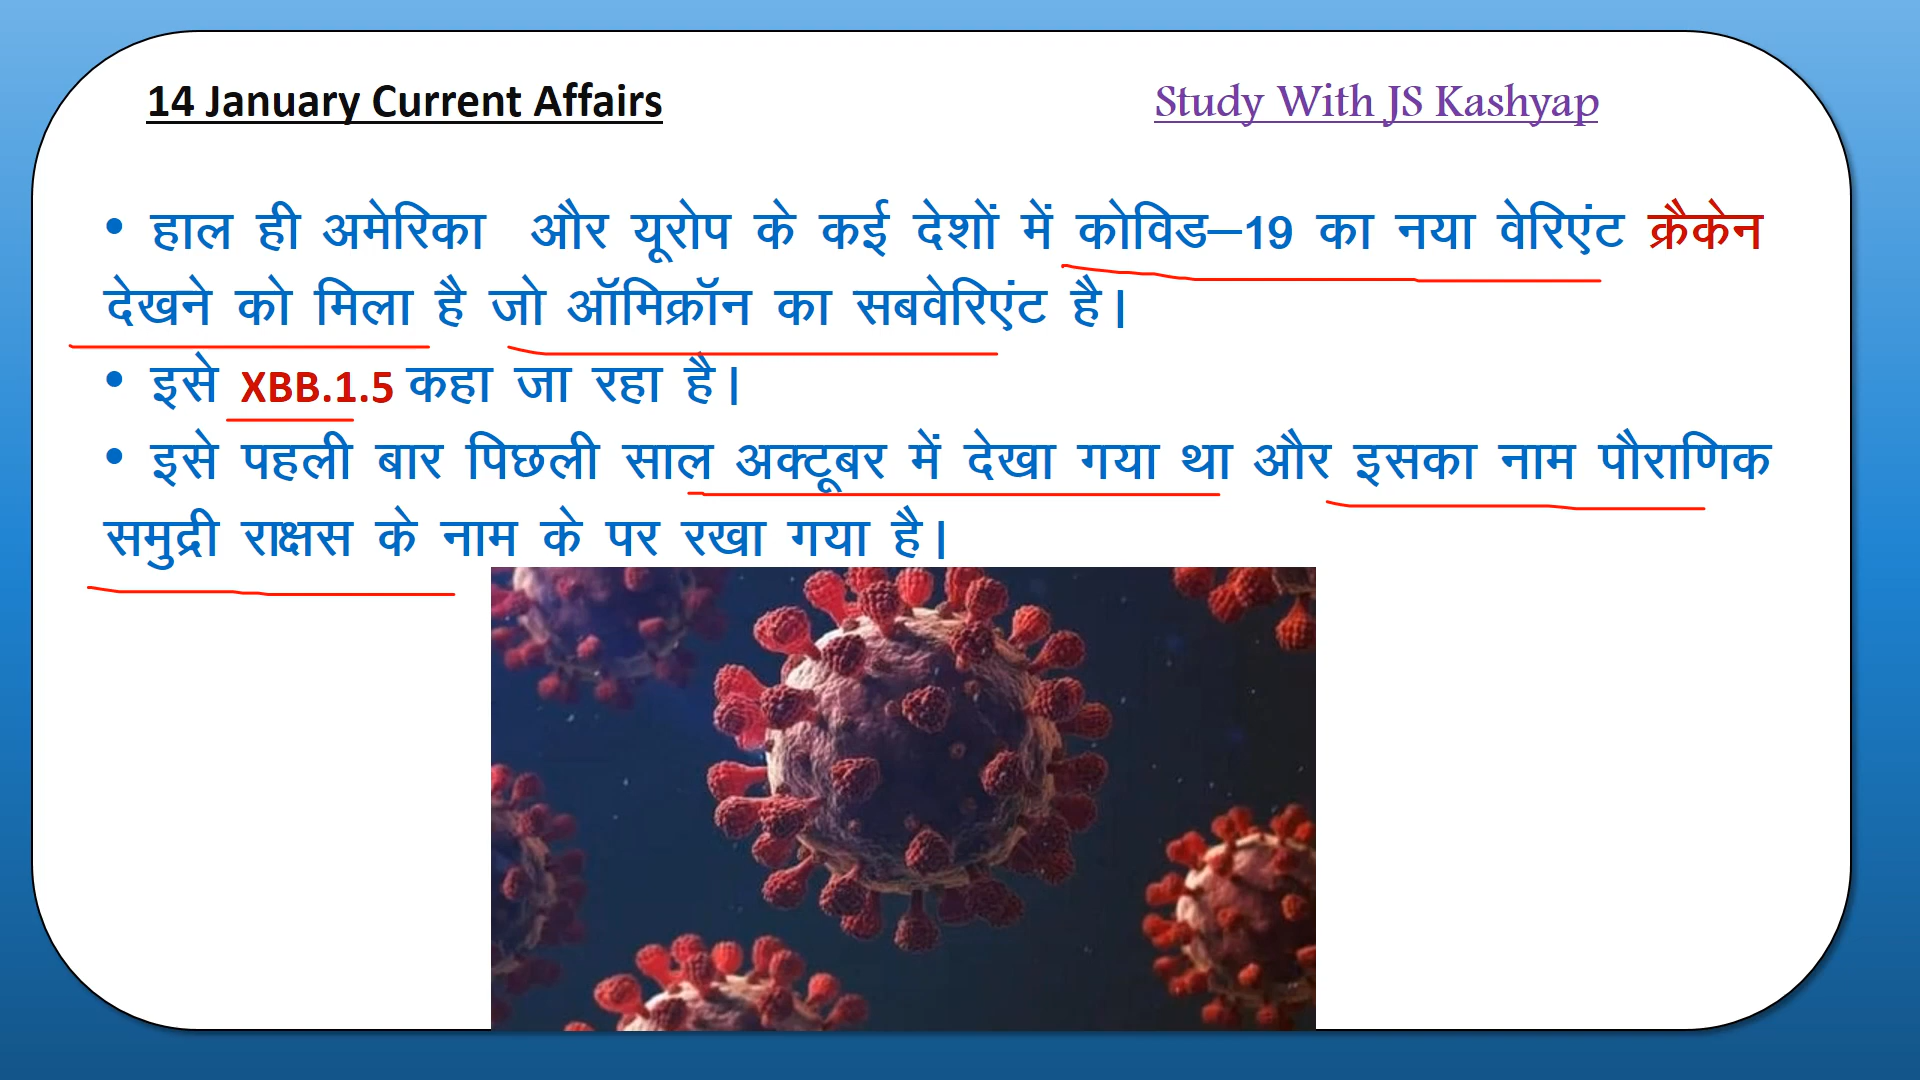 14 January Current Affairs
Study With JS Kashyap
• हाल ही अमेरिका और यूरोप के कई देशों में कोविड–19 का नया वेरिएंट क्रैकेन
देखने को मिला है जो ऑमिक्रॉन का सबवेरिएंट है।
• इसे XBB.1.5 कहा जा रहा है।
• इसे पहली बार पिछली साल अक्टूबर में देखा गया था और इसका नाम पौराणिक
समुद्री राक्षस के नाम के पर रखा गया है।